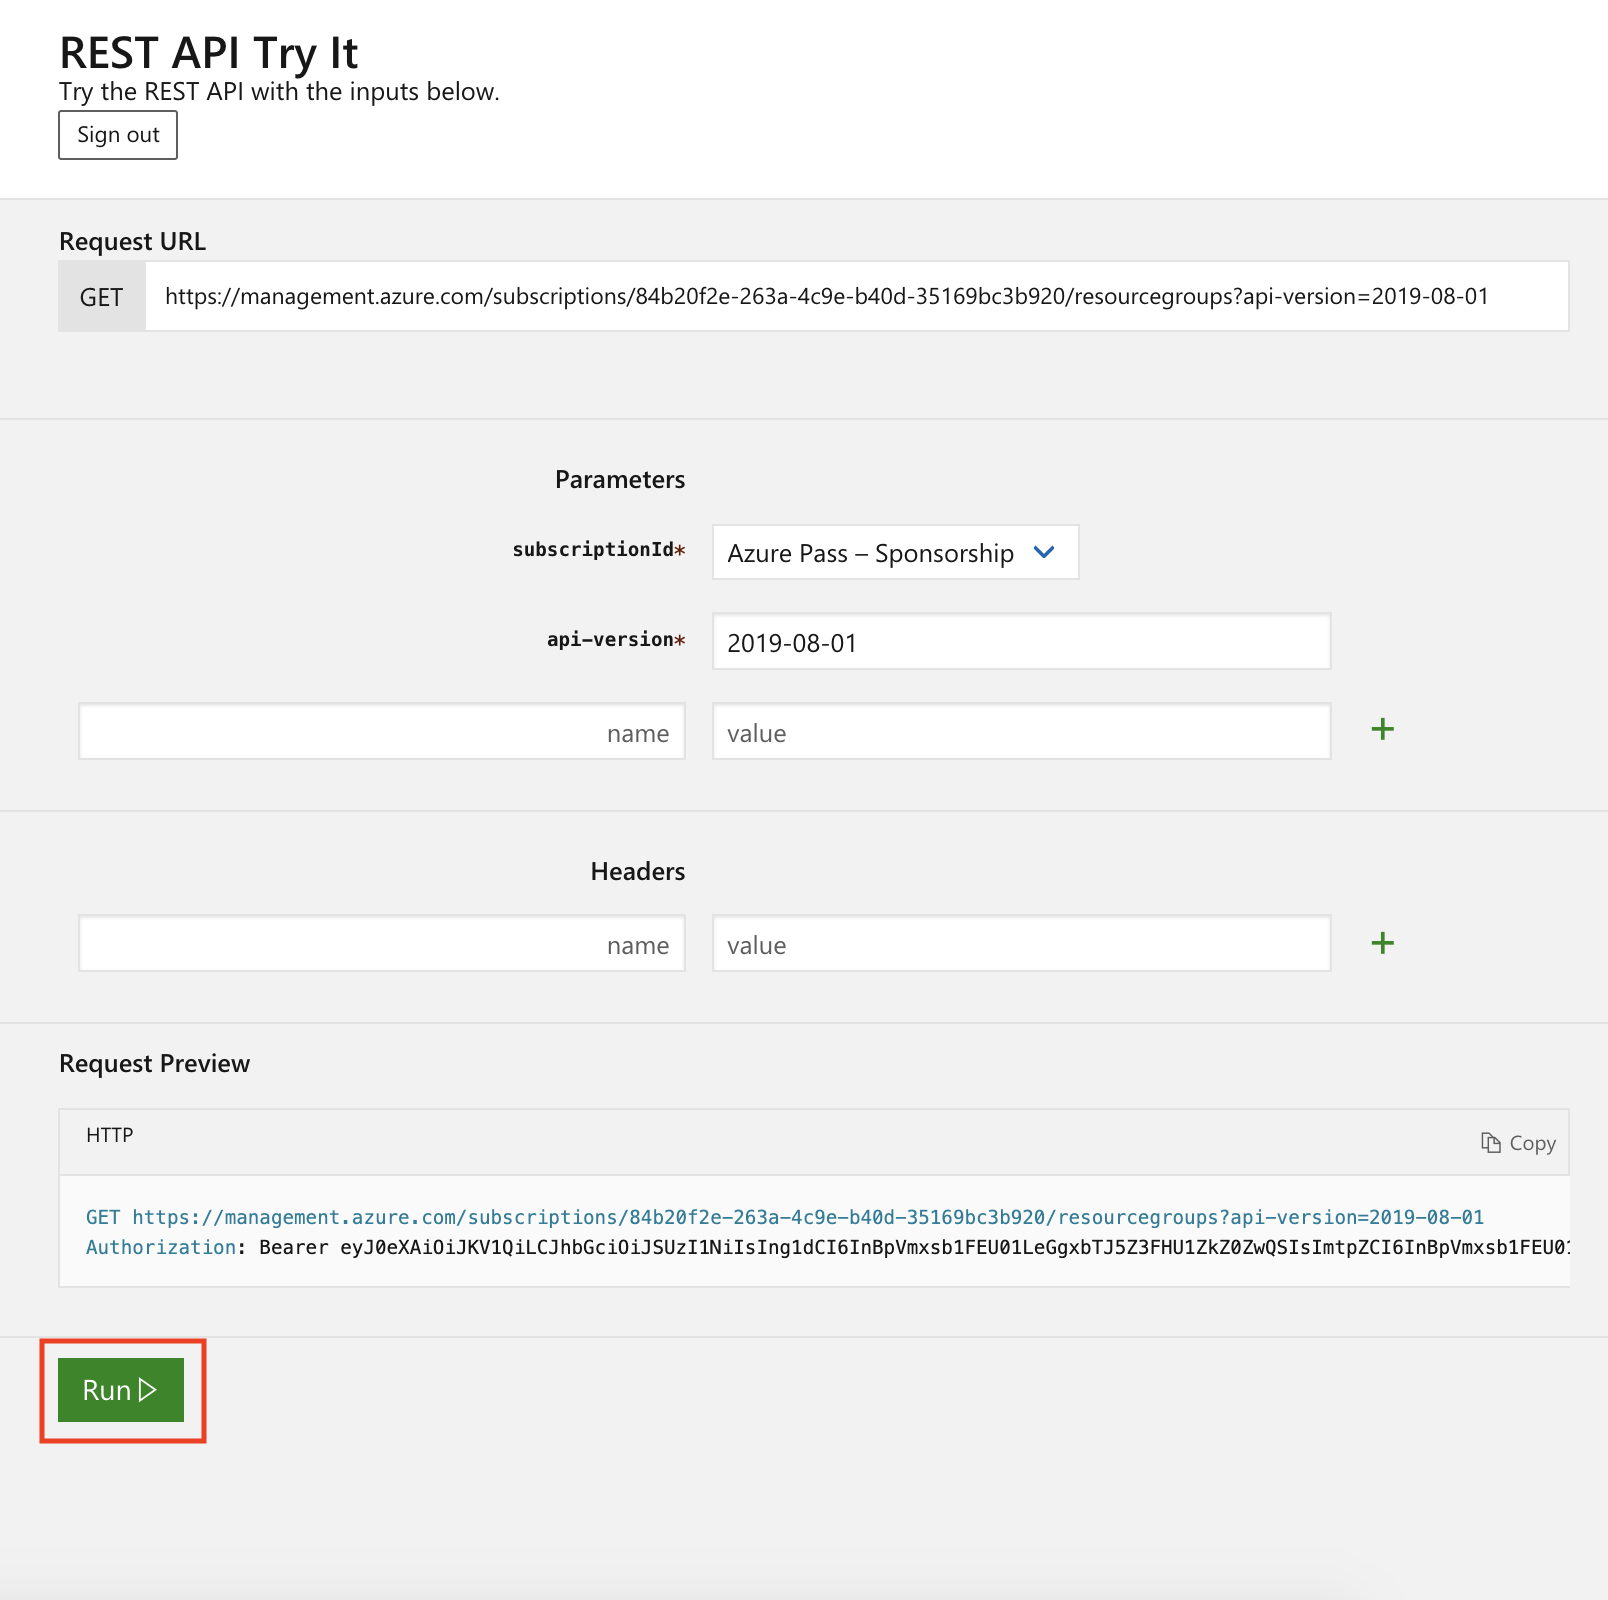 REST API Try It
Try the REST API with the inputs below.
Sign out
Request URL
GET https://management.azure.com/subscriptions/84b20f2e-263a-4c9e-b40d-35169bc3b920/resourcegroups?api-version=2019-08-01
Parameters
subscriptionId* Azure Pass – Sponsorship
api-version* 2019-08-01
name value +
Headers
name value +
Request Preview
HTTP Copy
GET https://management.azure.com/subscriptions/84b20f2e-263a-4c9e-b40d-35169bc3b920/resourcegroups?api-version=2019-08-01
Authorization: Bearer eyJ0eXAiOiJKV1QiLCJhbGciOiJSUzI1NiIsIng1dCI6InBpVmxsb1FEU01LeGgxbTJ5Z3FHU1ZkZ0ZwQSIsImtpZCI6InBpVmxsb1FEU01
Run